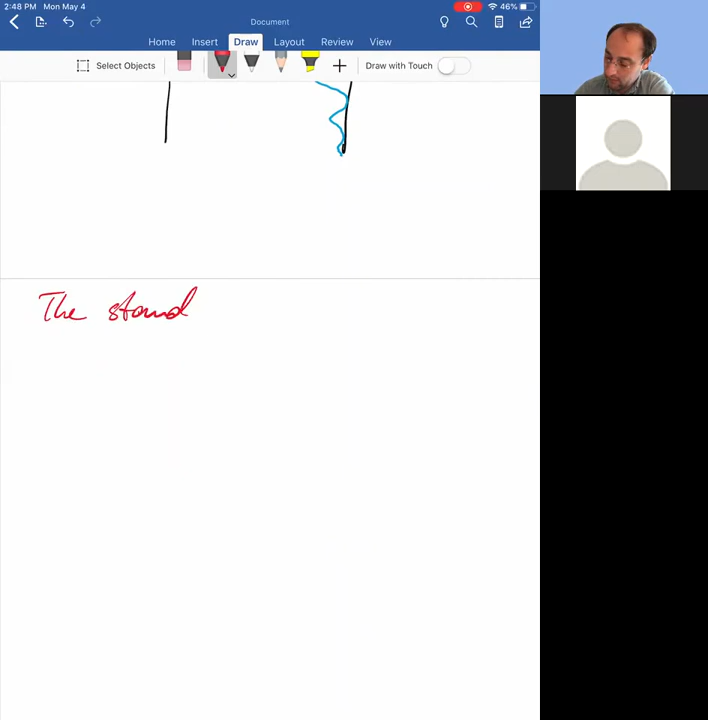 2:48 PM Mon May 4
46%
Document
Home Insert Draw Layout Review View
Select Objects
Draw with Touch
The stand